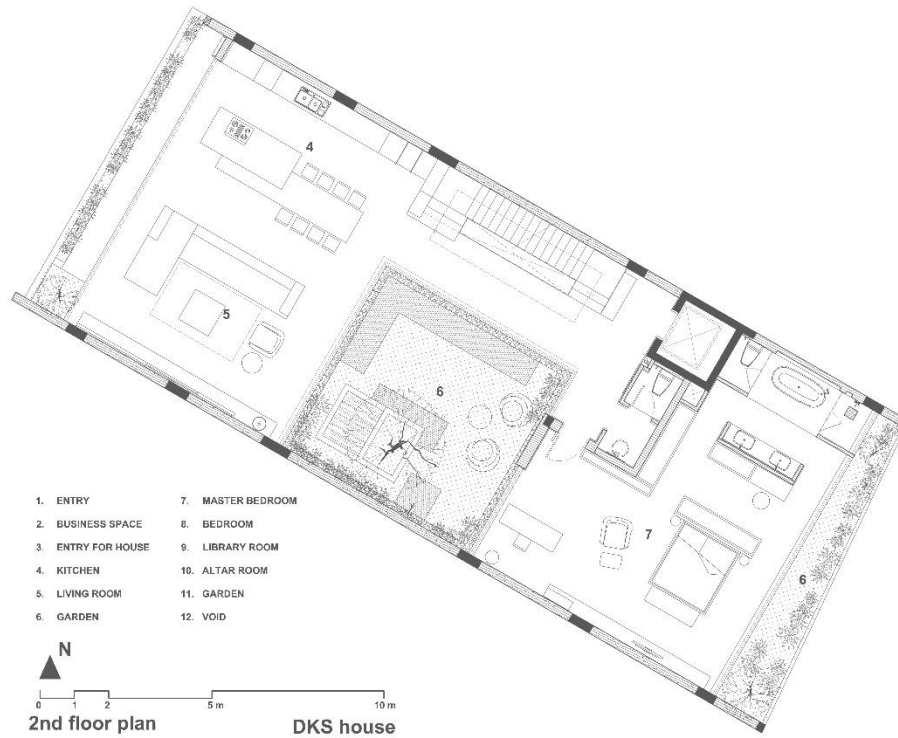 4
5
6
7
6
1. ENTRY
2. BUSINESS SPACE
3. ENTRY FOR HOUSE
4. KITCHEN
5. LIVING ROOM
6. GARDEN
7. MASTER BEDROOM
8. BEDROOM
9. LIBRARY ROOM
10. ALTAR ROOM
11. GARDEN
12. VOID
N
0 1 2 5 m 10 m
2nd floor plan DKS house